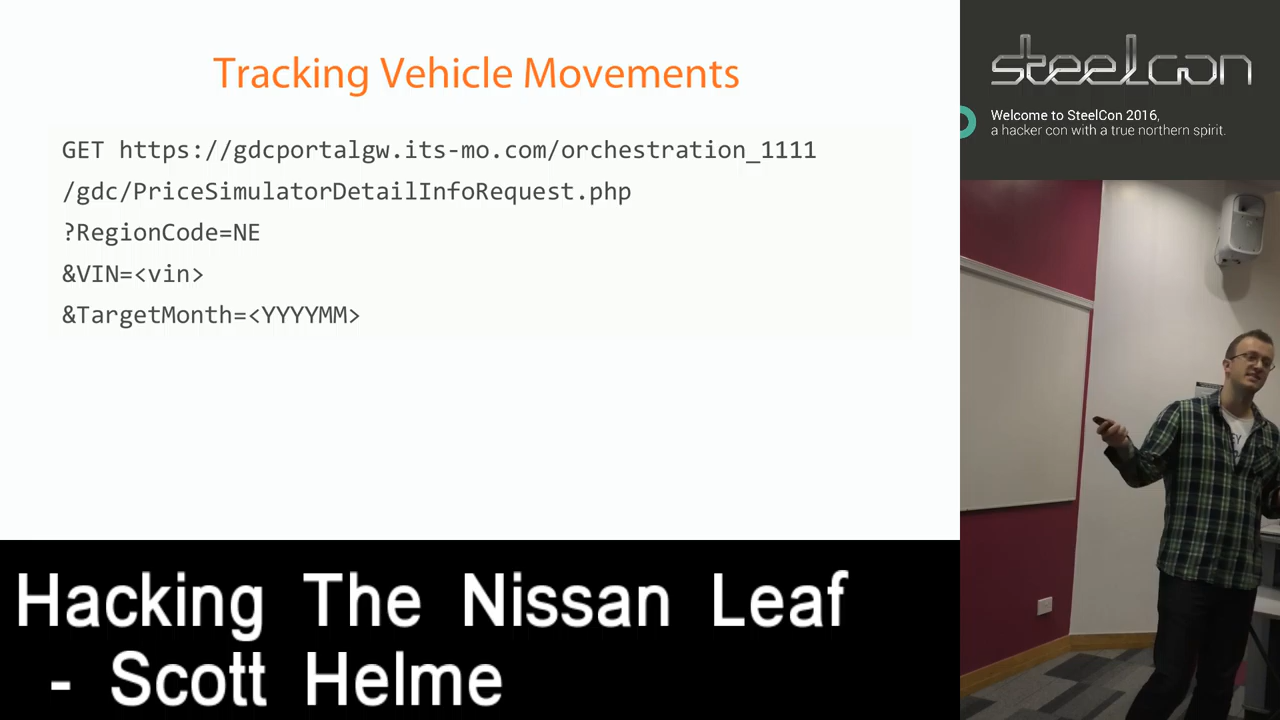 Tracking Vehicle Movements
GET https://gdcportalgw.its-mo.com/orchestration_1111
/gdc/PriceSimulatorDetailInfoRequest.php
?RegionCode=NE
&VIN=<vin>
&TargetMonth=<YYYYMM>
steelcon
Welcome to SteelCon 2016,
a hacker con with a true northern spirit.
Hacking The Nissan Leaf
- Scott Helme